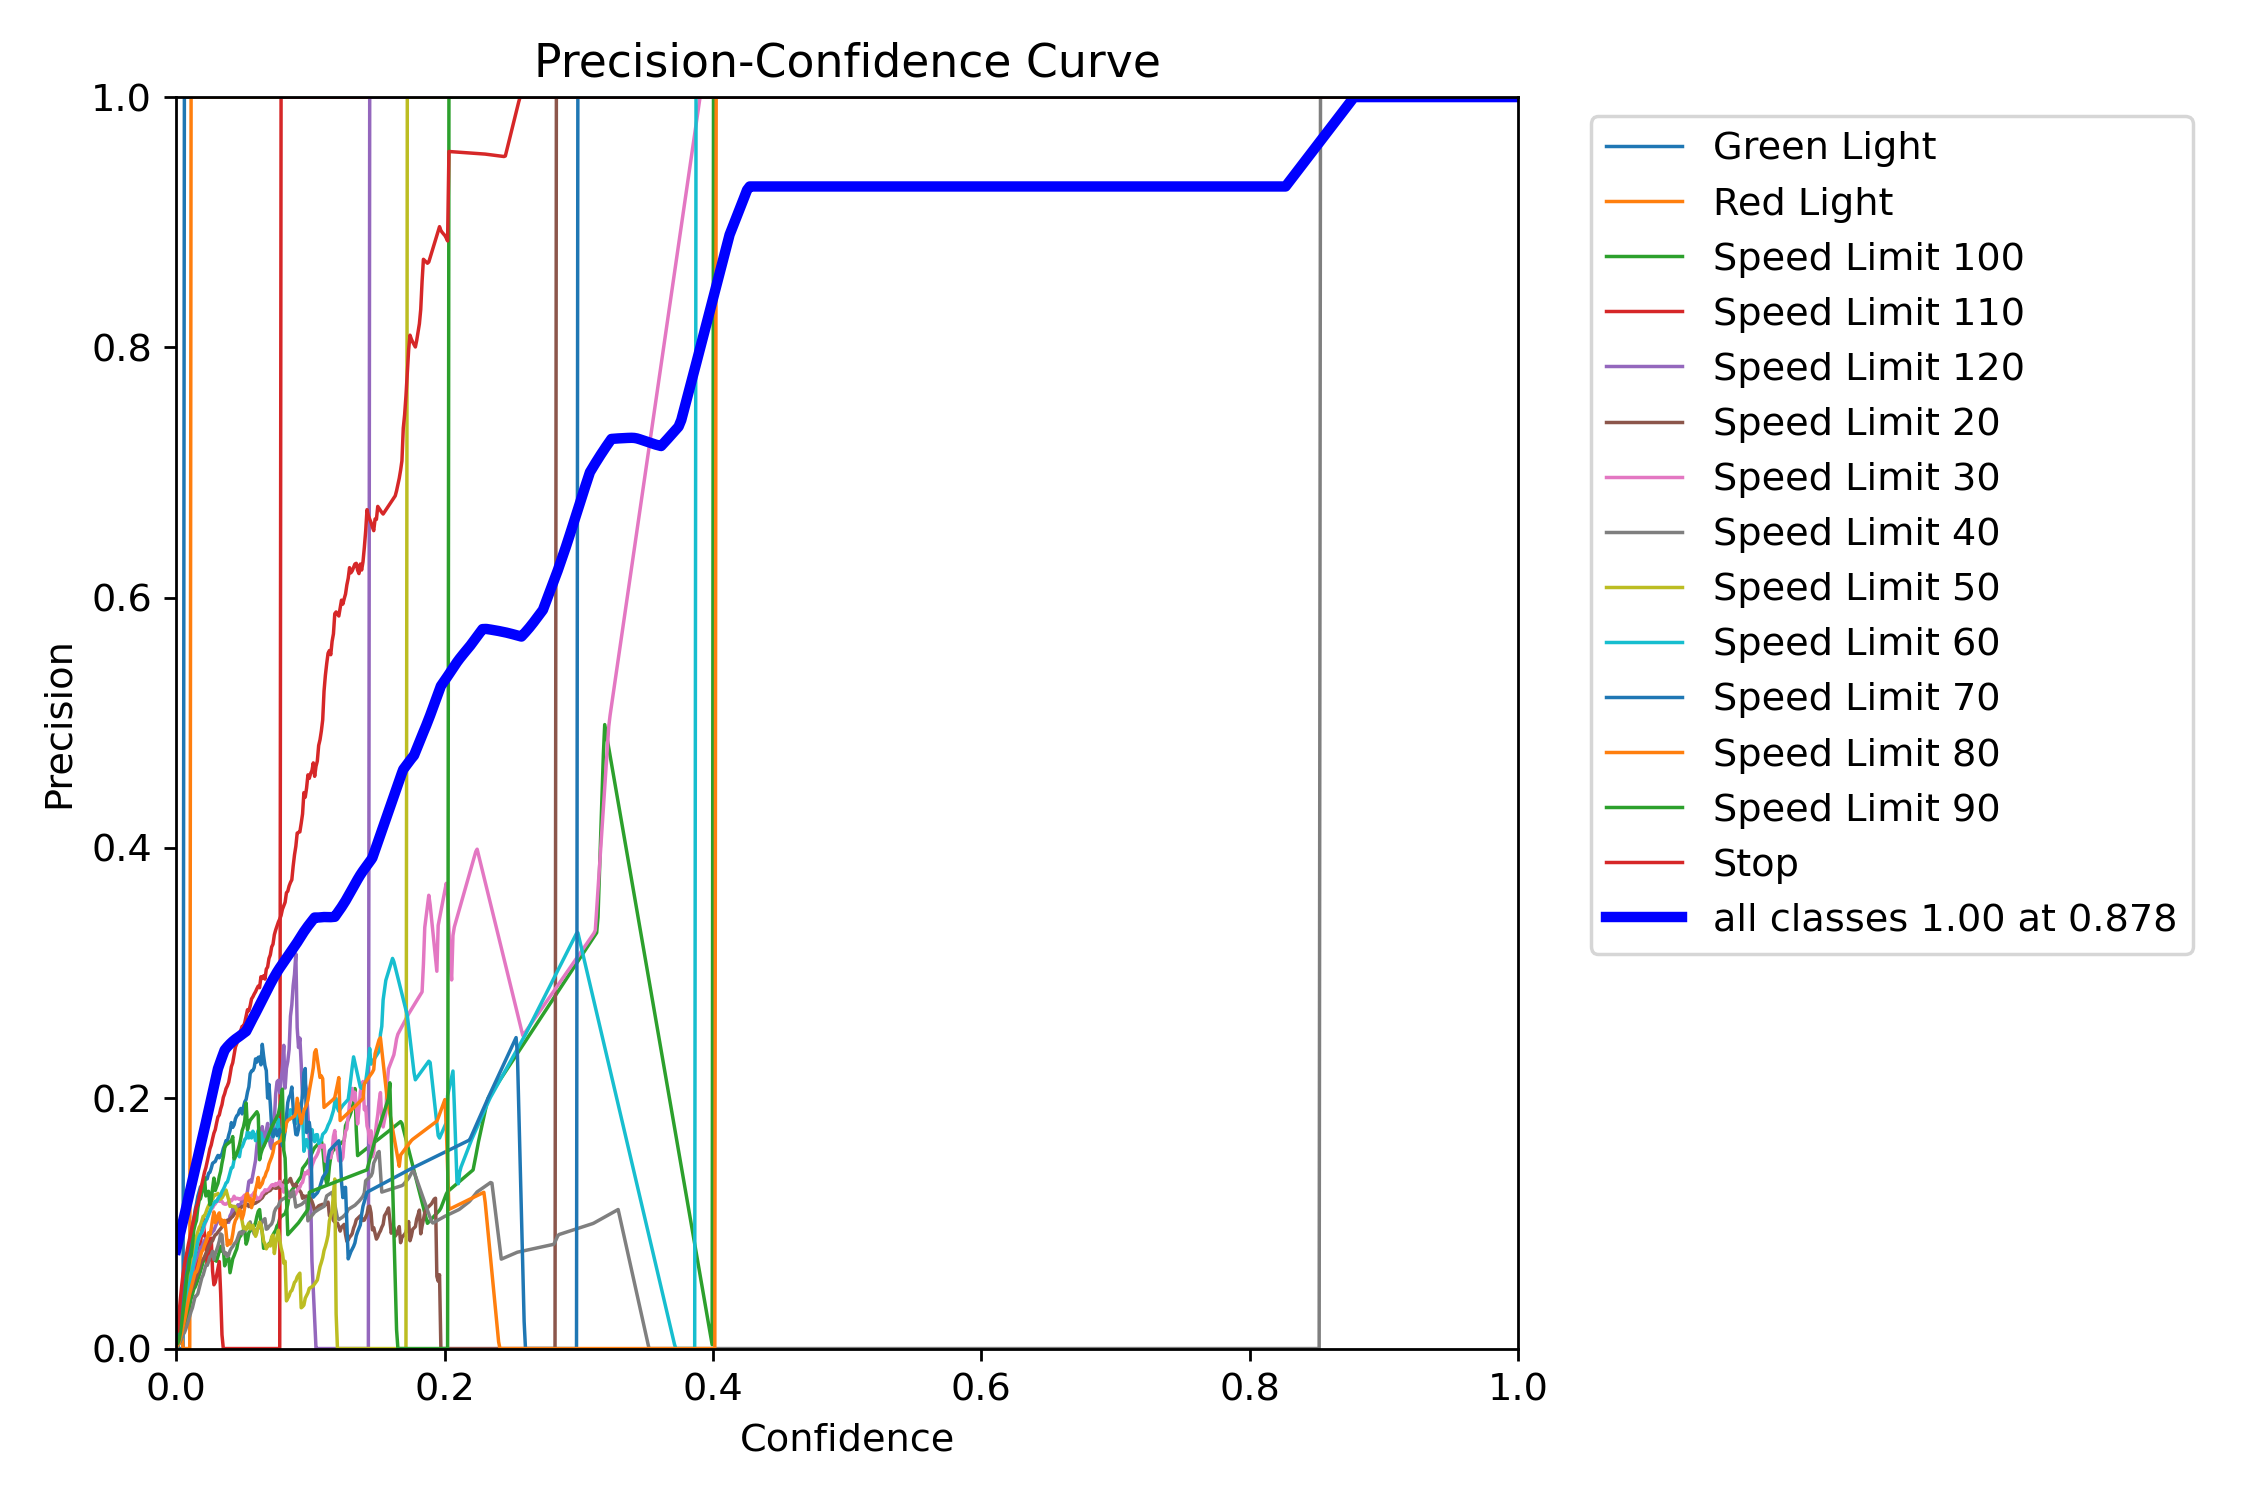 Precision-Confidence Curve
1.0
0.8
0.6
0.4
0.2
0.0
Precision
0.0 0.2 0.4 0.6 0.8 1.0
Confidence
Green Light
Red Light
Speed Limit 100
Speed Limit 110
Speed Limit 120
Speed Limit 20
Speed Limit 30
Speed Limit 40
Speed Limit 50
Speed Limit 60
Speed Limit 70
Speed Limit 80
Speed Limit 90
Stop
all classes 1.00 at 0.878